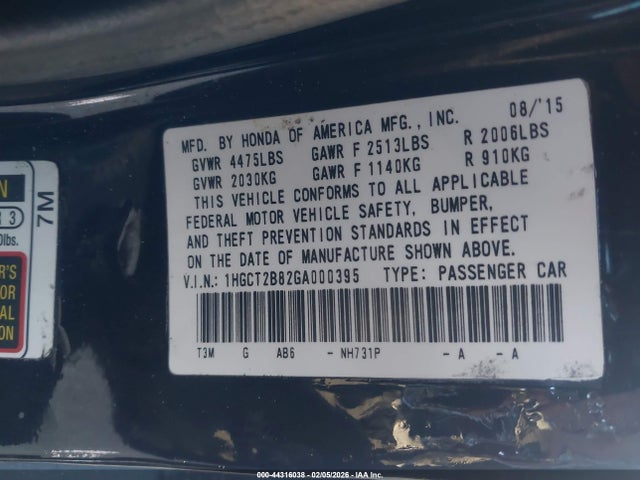 MFD. BY HONDA OF AMERICA MFG., INC. 08/'15
GVWR 4475LBS GAWR F 2513LBS R 2006LBS
GVWR 2030KG GAWR F 1140KG R 910KG
THIS VEHICLE CONFORMS TO ALL APPLICABLE
FEDERAL MOTOR VEHICLE SAFETY, BUMPER,
AND THEFT PREVENTION STANDARDS IN EFFECT
ON THE DATE OF MANUFACTURE SHOWN ABOVE.
V.I.N.: 1HGCT2B82GA000395 TYPE: PASSENGER CAR
T3M G AB6 - NH731P - A - A
7M
3
lbs.
000-44316038 - 02/05/2026 - IAA Inc.